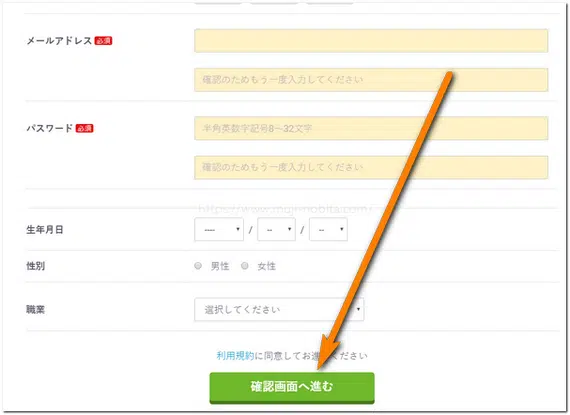 メールアドレス 必須
確認のためもう一度入力してください
パスワード 必須
半角英数字記号8〜32文字
確認のためもう一度入力してください
生年月日 ---- / -- / --
性別 男性 女性
職業 選択してください
利用規約に同意してお進みください
確認画面へ進む